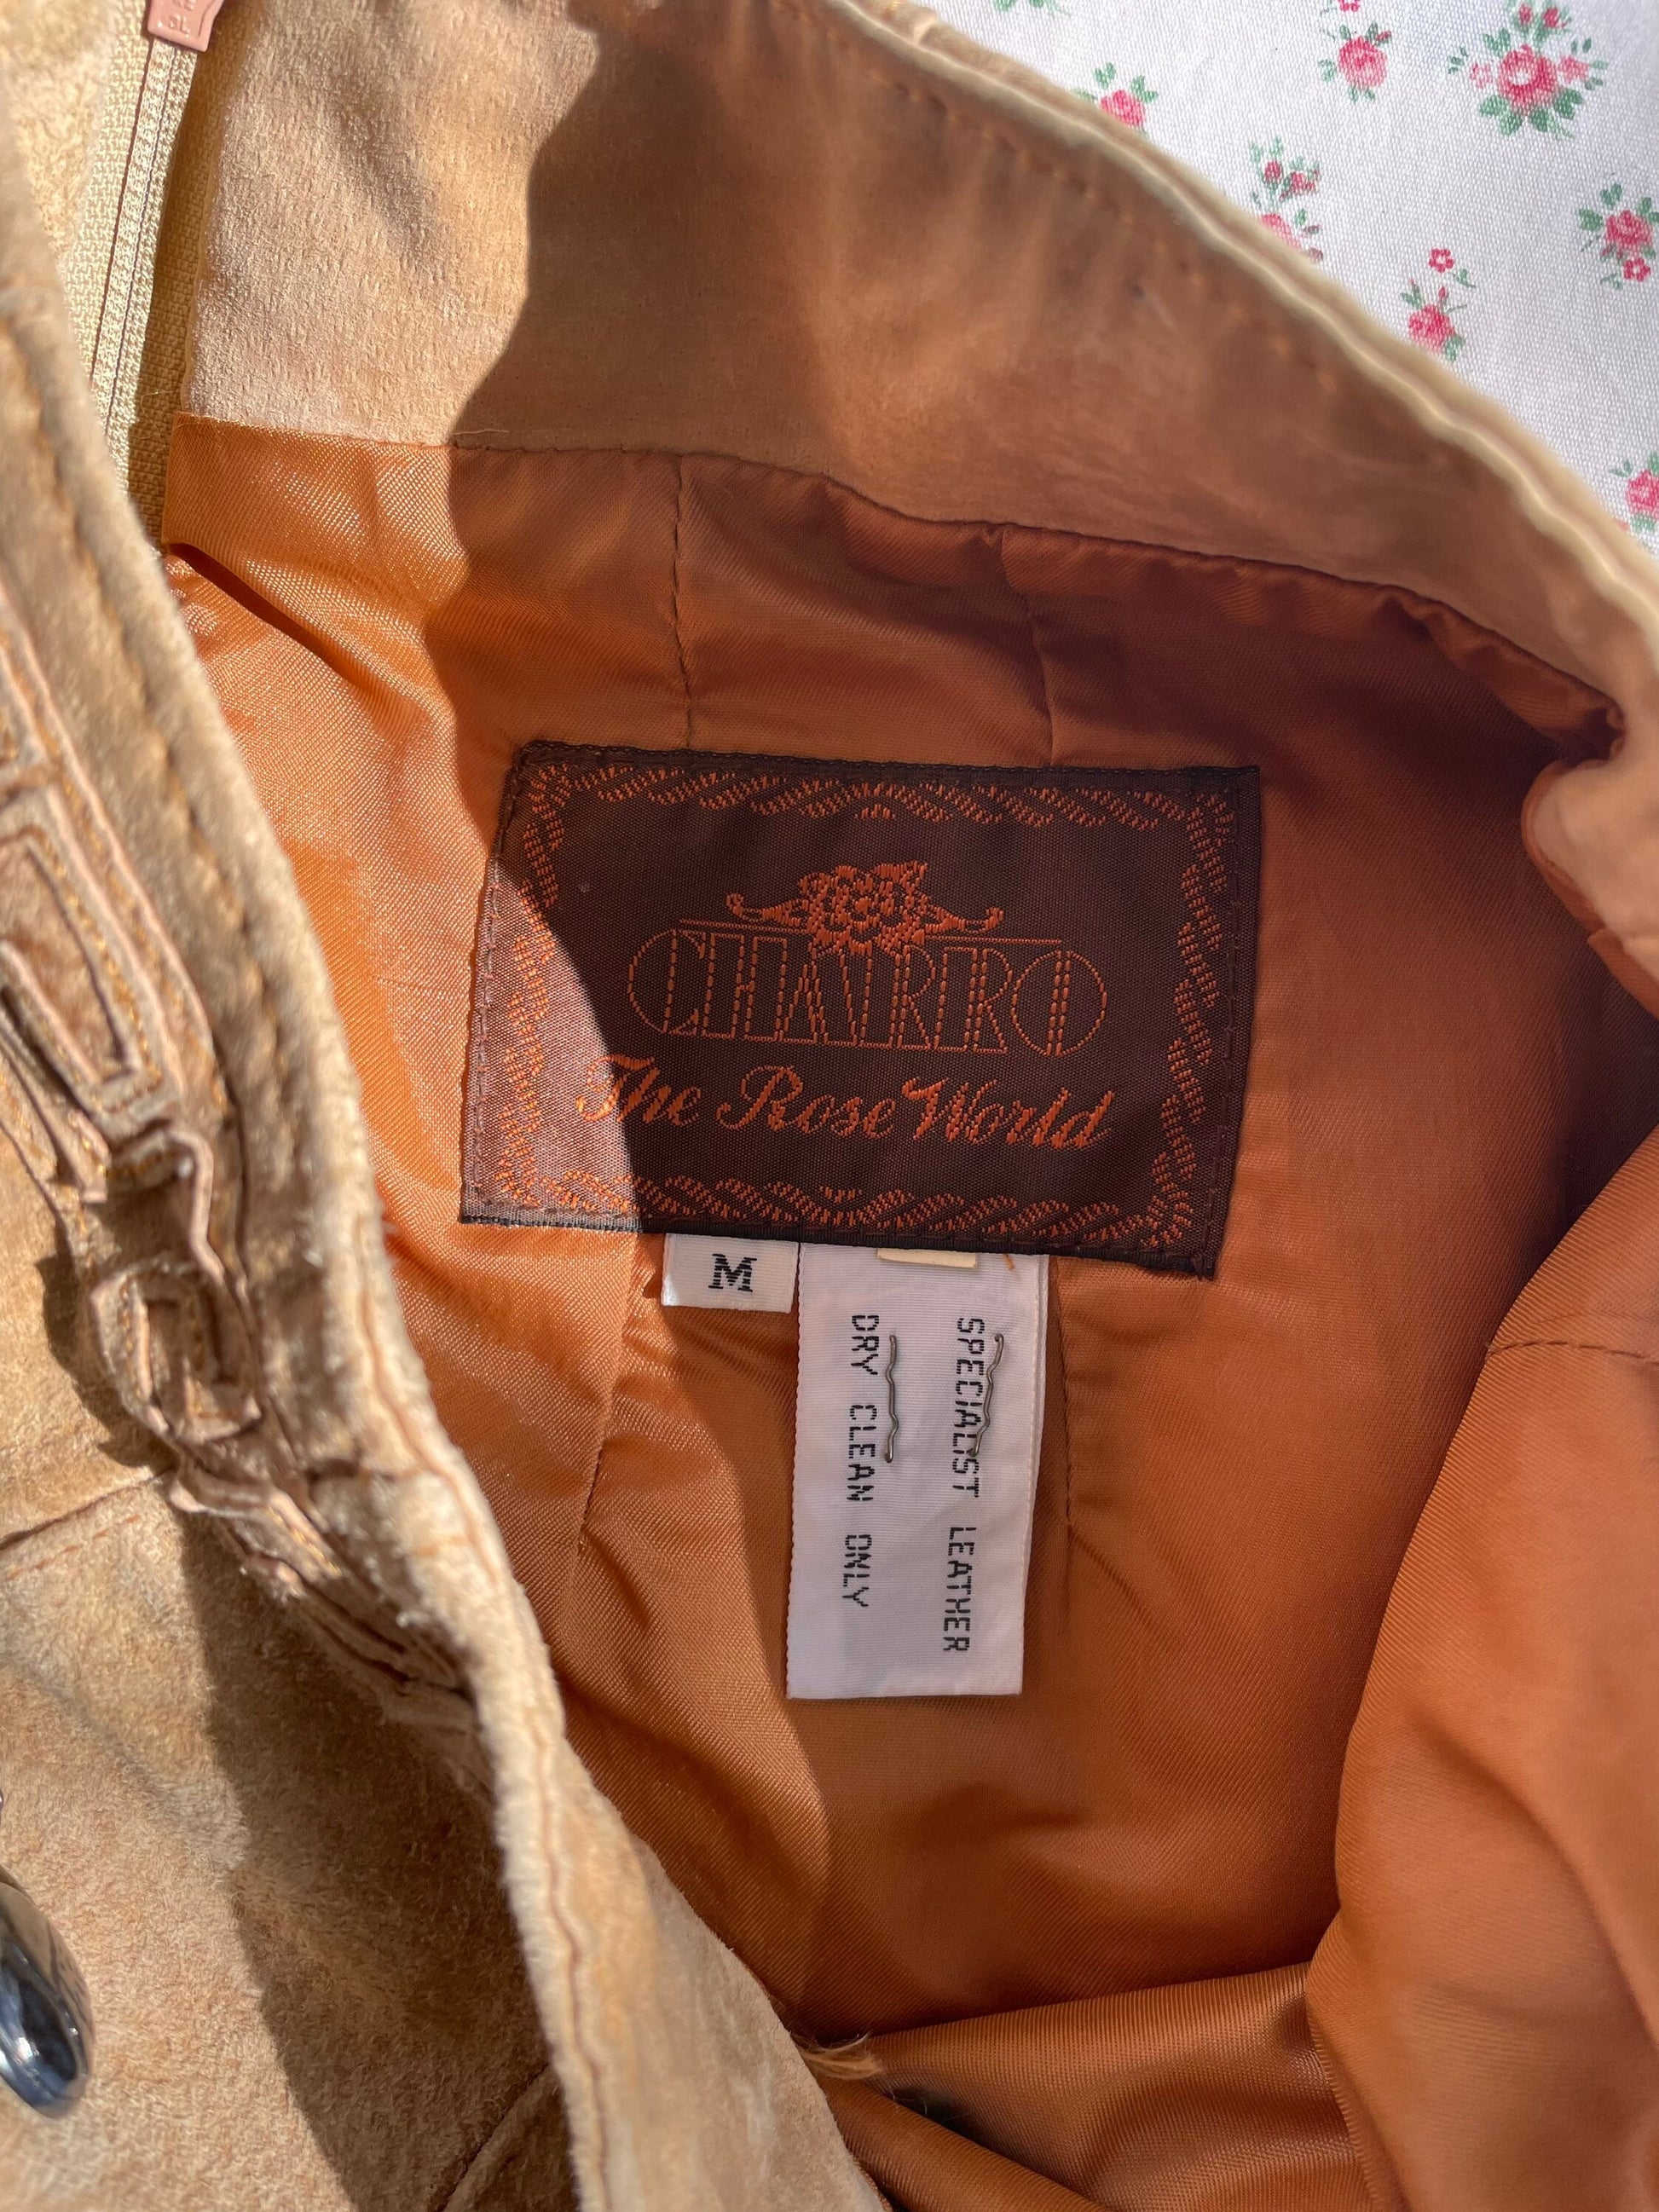 CHARRO
The Rose World
M
SPECIALIST LEATHER
DRY CLEAN ONLY